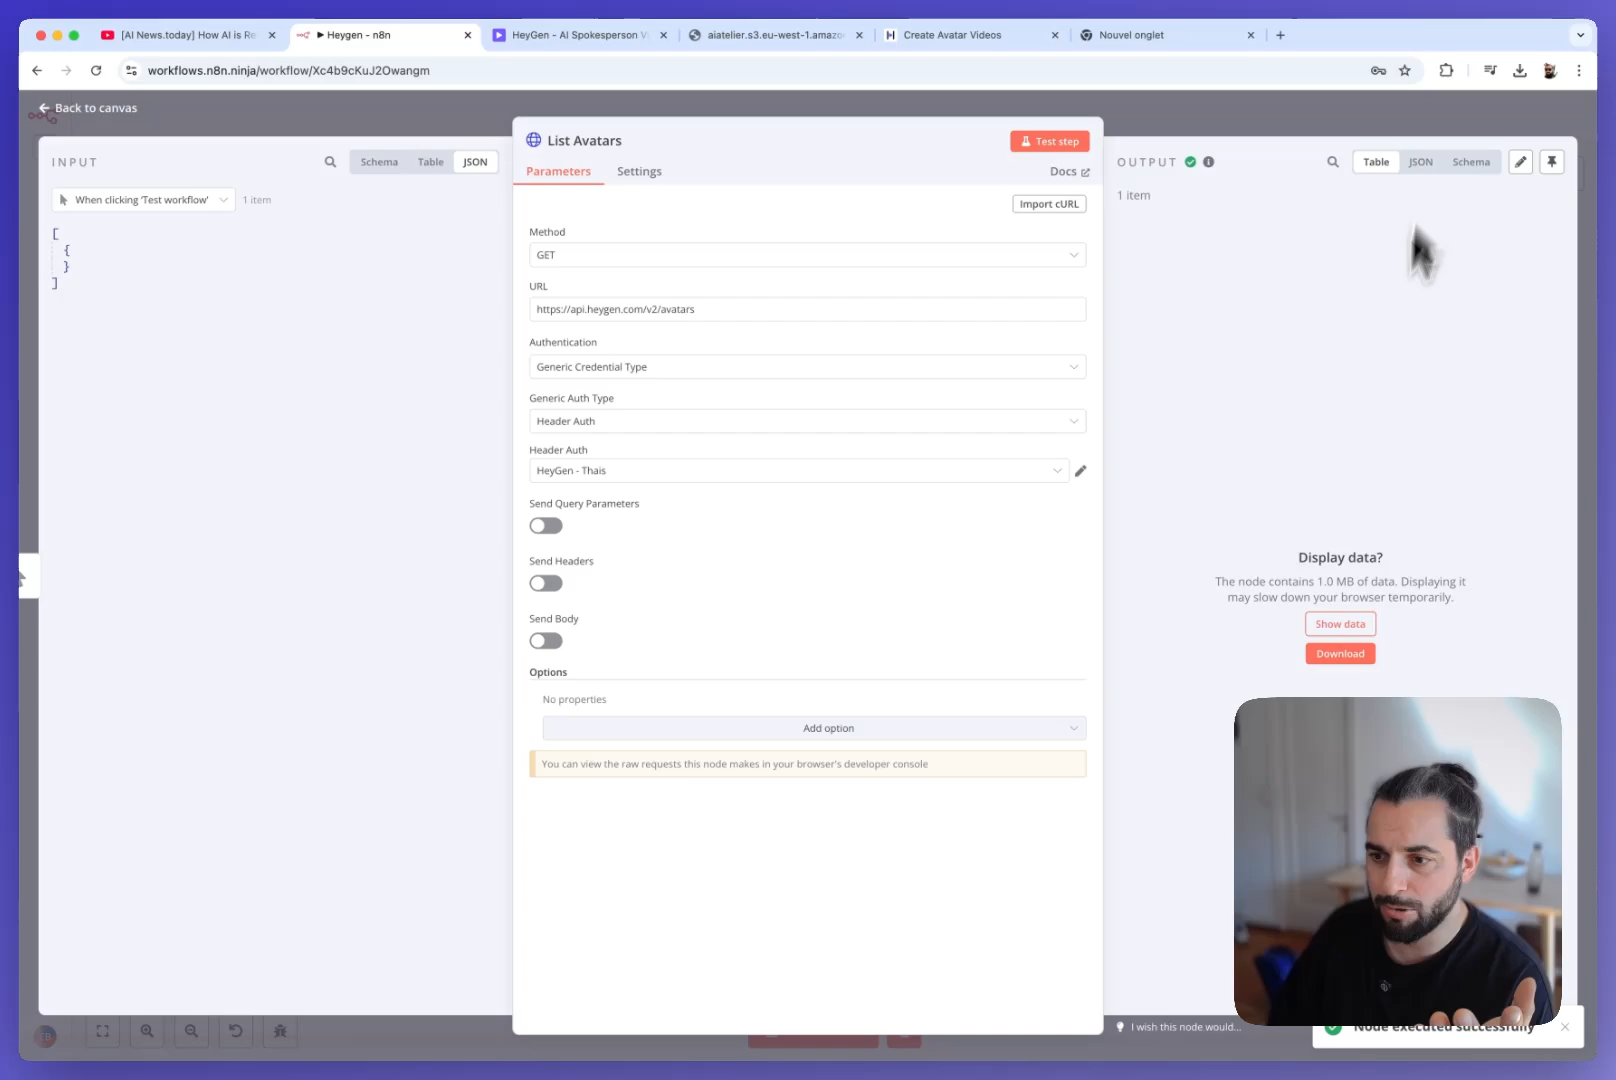 [AI News.today] How AI is Re
Heygen - n8n
HeyGen - AI Spokesperson V
aiatelier.s3.eu-west-1.amazo
Create Avatar Videos
Nouvel onglet
workflows.n8n.ninja/workflow/Xc4b9cKuJ2Owangm
Back to canvas
INPUT
Schema
Table
JSON
When clicking 'Test workflow'
1 item
[
{
}
]
List Avatars
Test step
Parameters
Settings
Docs
Import cURL
Method
GET
URL
https://api.heygen.com/v2/avatars
Authentication
Generic Credential Type
Generic Auth Type
Header Auth
Header Auth
HeyGen - Thais
Send Query Parameters
Send Headers
Send Body
Options
No properties
Add option
You can view the raw requests this node makes in your browser's developer console
OUTPUT
Table
JSON
Schema
1 item
Display data?
The node contains 1.0 MB of data. Displaying it
may slow down your browser temporarily.
Show data
Download
I wish this node would...
Node executed successfully